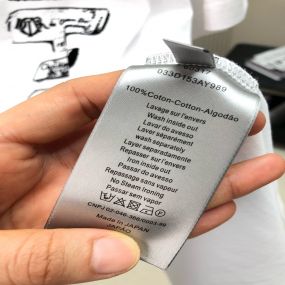 033D153AY989
100%Coton-Cotton-Algodão
Lavage sur l'envers
Wash inside out
Lavar do avesso
Laver séparément
wash separately
Lavar separadamente
Repasser sur l'envers
Iron inside out
Passar do avesso
Repassage sans vapeur
No Steam Ironing
Passar sem vapor
Made in JAPAN
JAPÃO